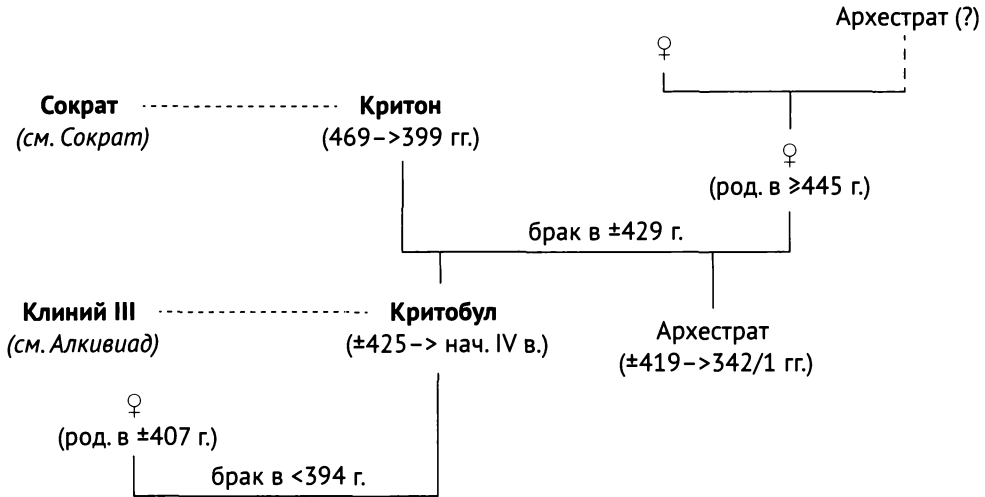 Архестрат (?)
♀
Сократ
(см. Сократ)
Критон
(469–>399 гг.)
♀
(род. в ⩾445 г.)
брак в ±429 г.
Клиний III
(см. Алкивиад)
Критобул
(±425–> нач. IV в.)
Архестрат
(±419–>342/1 гг.)
♀
(род. в ±407 г.)
брак в <394 г.